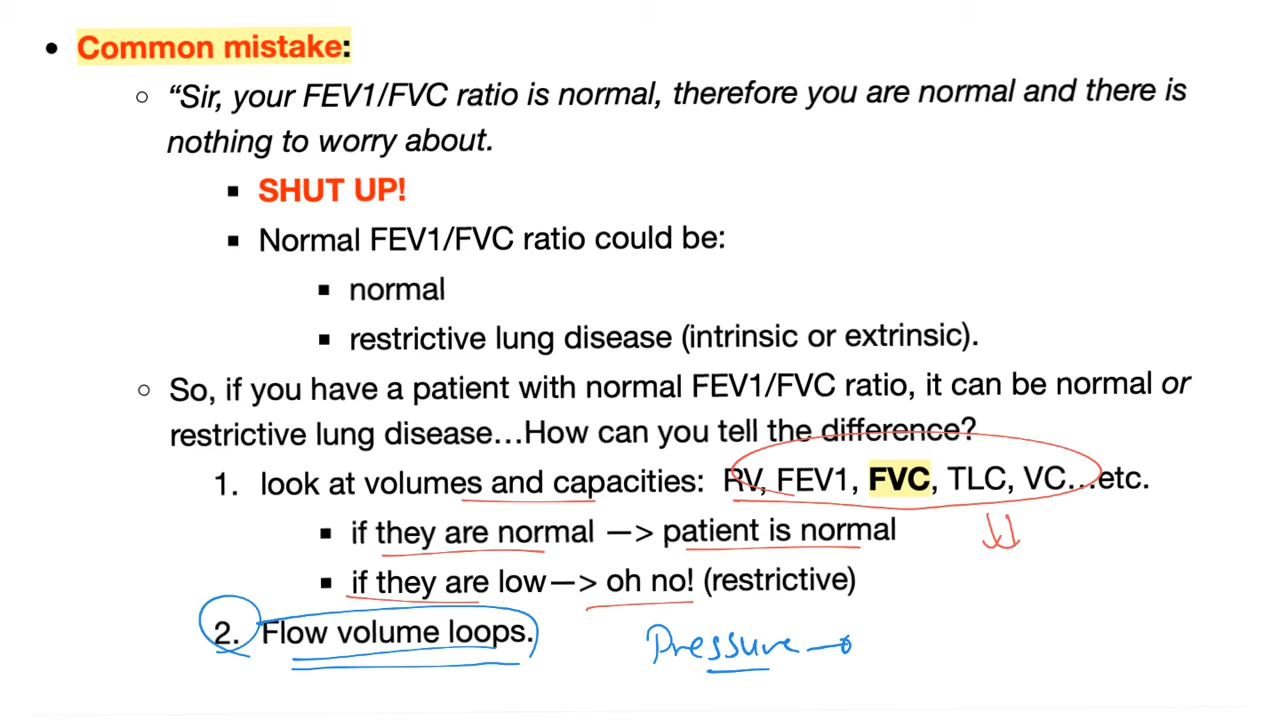 • Common mistake:
○ “Sir, your FEV1/FVC ratio is normal, therefore you are normal and there is
nothing to worry about.
▪ SHUT UP!
▪ Normal FEV1/FVC ratio could be:
▪ normal
▪ restrictive lung disease (intrinsic or extrinsic).
○ So, if you have a patient with normal FEV1/FVC ratio, it can be normal or
restrictive lung disease…How can you tell the difference?
1. look at volumes and capacities: RV, FEV1, FVC, TLC, VC…etc.
▪ if they are normal —> patient is normal
▪ if they are low—> oh no! (restrictive)
2. Flow volume loops.
Pressure